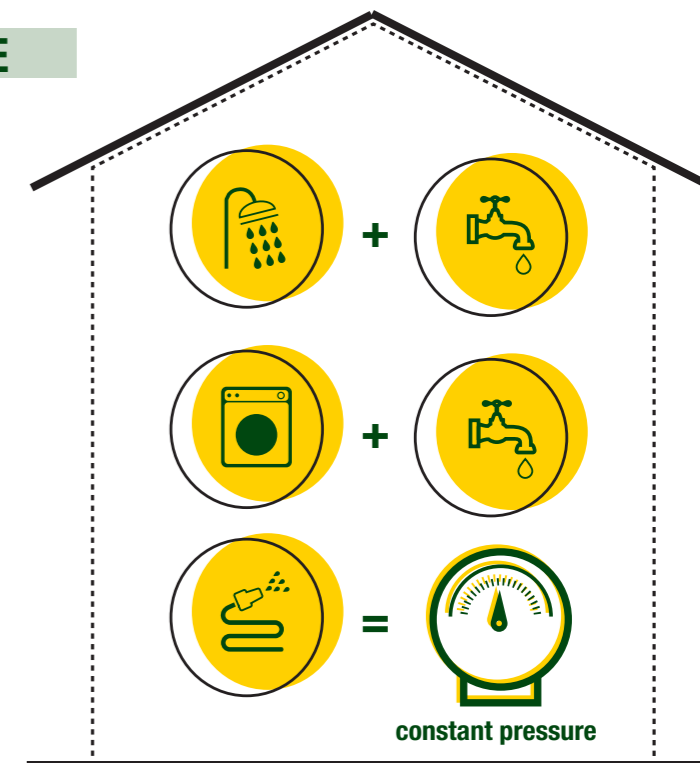 E
+
+
=
constant pressure